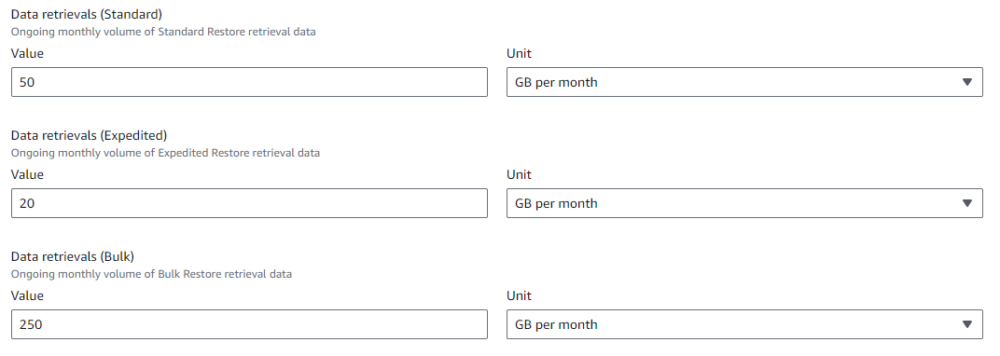 Data retrievals (Standard)
Ongoing monthly volume of Standard Restore retrieval data
Value
Unit
50
GB per month
Data retrievals (Expedited)
Ongoing monthly volume of Expedited Restore retrieval data
Value
Unit
20
GB per month
Data retrievals (Bulk)
Ongoing monthly volume of Bulk Restore retrieval data
Value
Unit
250
GB per month